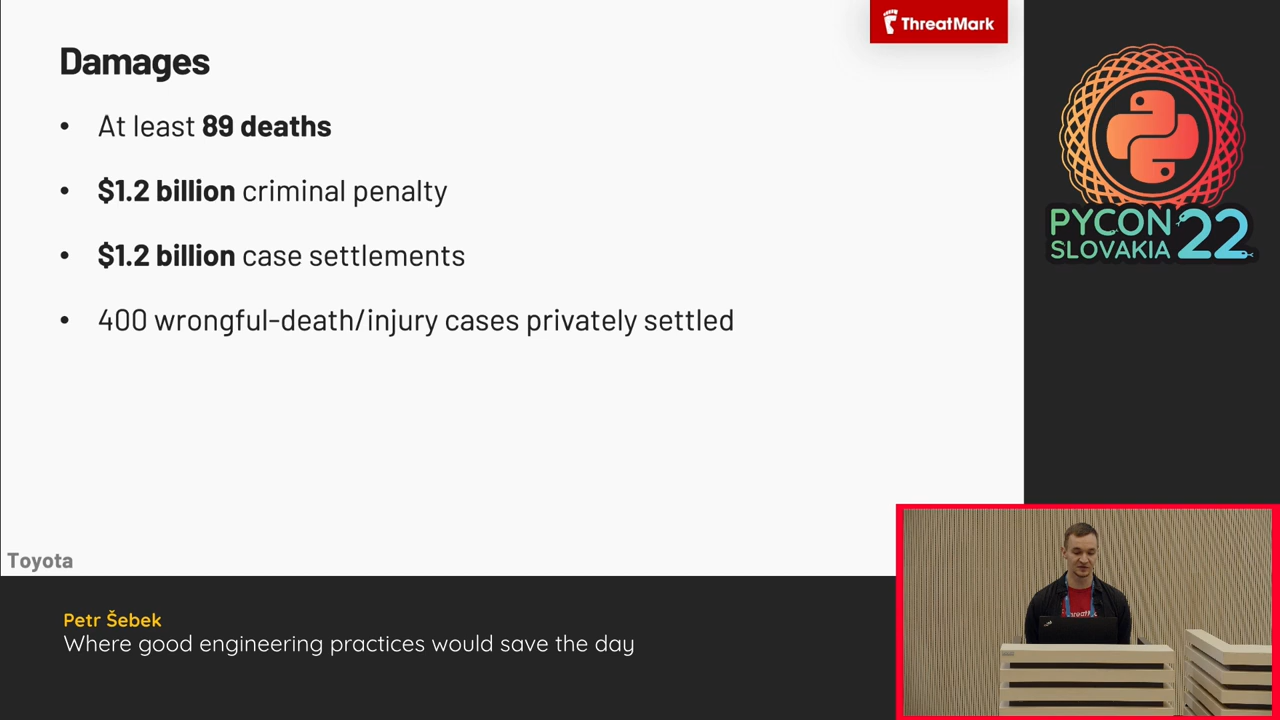 ThreatMark
Damages
• At least 89 deaths
• $1.2 billion criminal penalty
• $1.2 billion case settlements
• 400 wrongful-death/injury cases privately settled
Toyota
PYCON 22
SLOVAKIA
Petr Šebek
Where good engineering practices would save the day